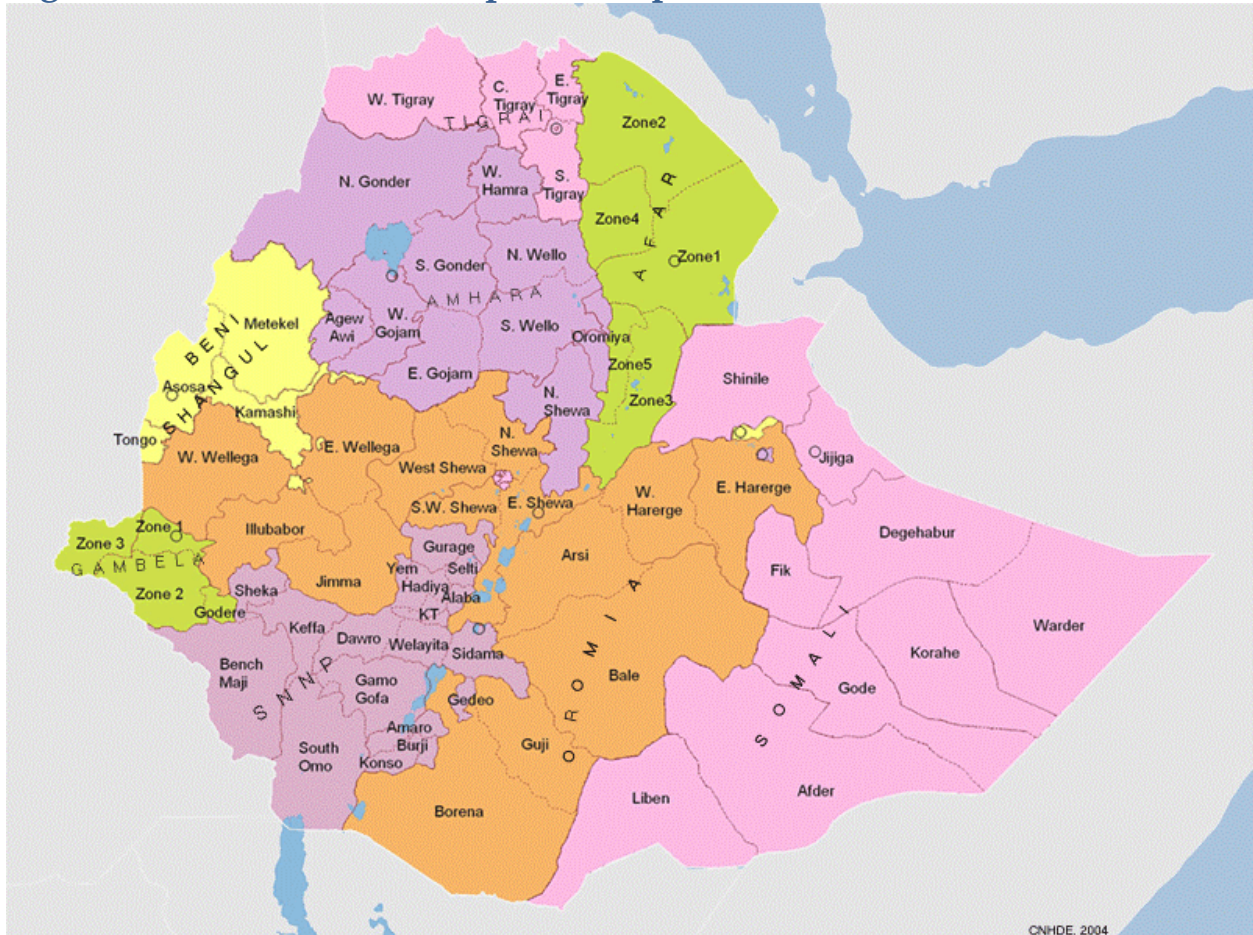 W. Tigray
C.
Tigray
E.
Tigray
TIGRAI
S.
Tigray
Zone2
Zone4
AFAR
Zone1
Zone5
Zone3
N. Gonder
W.
Hamra
S. Gonder
N. Wello
AMHARA
Agew
Awi
W.
Gojam
S. Wello
Oromiya
E. Gojam
N.
Shewa
Metekel
BENI
SHANGUL
Asosa
Kamashi
Tongo
Shinile
Jijiga
W. Wellega
E. Wellega
West Shewa
N.
Shewa
S.W. Shewa
E. Shewa
W.
Harerge
E. Harerge
Degehabur
Zone 1
Zone 3
GAMBELA
Zone 2
Godere
Illubabor
Jimma
Gurage
Yem
Selti
Hadiya
Alaba
KT
Arsi
Fik
Sheka
Keffa
Dawro
Welayita
Sidama
Bench
Maji
SNNP
Gamo
Gofa
Gedeo
Amaro
Burji
Konso
South
Omo
OROMIA
Bale
Guji
Borena
SOMALI
Gode
Korahe
Warder
Liben
Afder
CNHDE, 2004